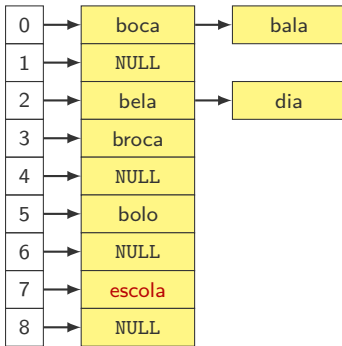 0 boca bala
1 NULL
2 bela dia
3 broca
4 NULL
5 bolo
6 NULL
7 escola
8 NULL